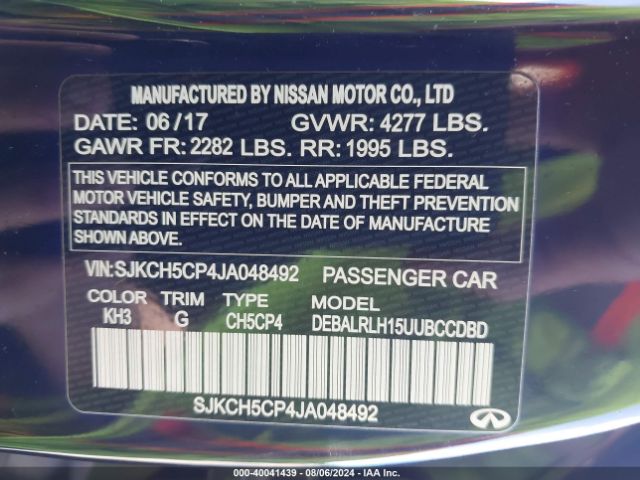 MANUFACTURED BY NISSAN MOTOR CO., LTD
DATE: 06/17 GVWR: 4277 LBS.
GAWR FR: 2282 LBS. RR: 1995 LBS.
THIS VEHICLE CONFORMS TO ALL APPLICABLE FEDERAL
MOTOR VEHICLE SAFETY, BUMPER AND THEFT PREVENTION
STANDARDS IN EFFECT ON THE DATE OF MANUFACTURE
SHOWN ABOVE.
VIN:SJKCH5CP4JA048492 PASSENGER CAR
COLOR TRIM TYPE MODEL
KH3 G CH5CP4 DEBALRLH15UUBCCDBD
SJKCH5CP4JA048492
000-40041439 - 08/06/2024 - IAA Inc.